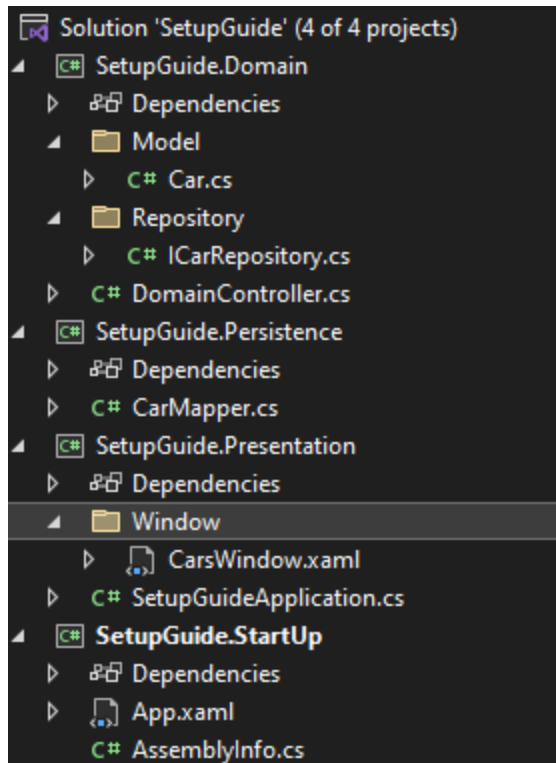 Solution 'SetupGuide' (4 of 4 projects)
C# SetupGuide.Domain
Dependencies
Model
C# Car.cs
Repository
C# ICarRepository.cs
C# DomainController.cs
C# SetupGuide.Persistence
Dependencies
C# CarMapper.cs
C# SetupGuide.Presentation
Dependencies
Window
CarsWindow.xaml
C# SetupGuideApplication.cs
C# SetupGuide.StartUp
Dependencies
App.xaml
C# AssemblyInfo.cs